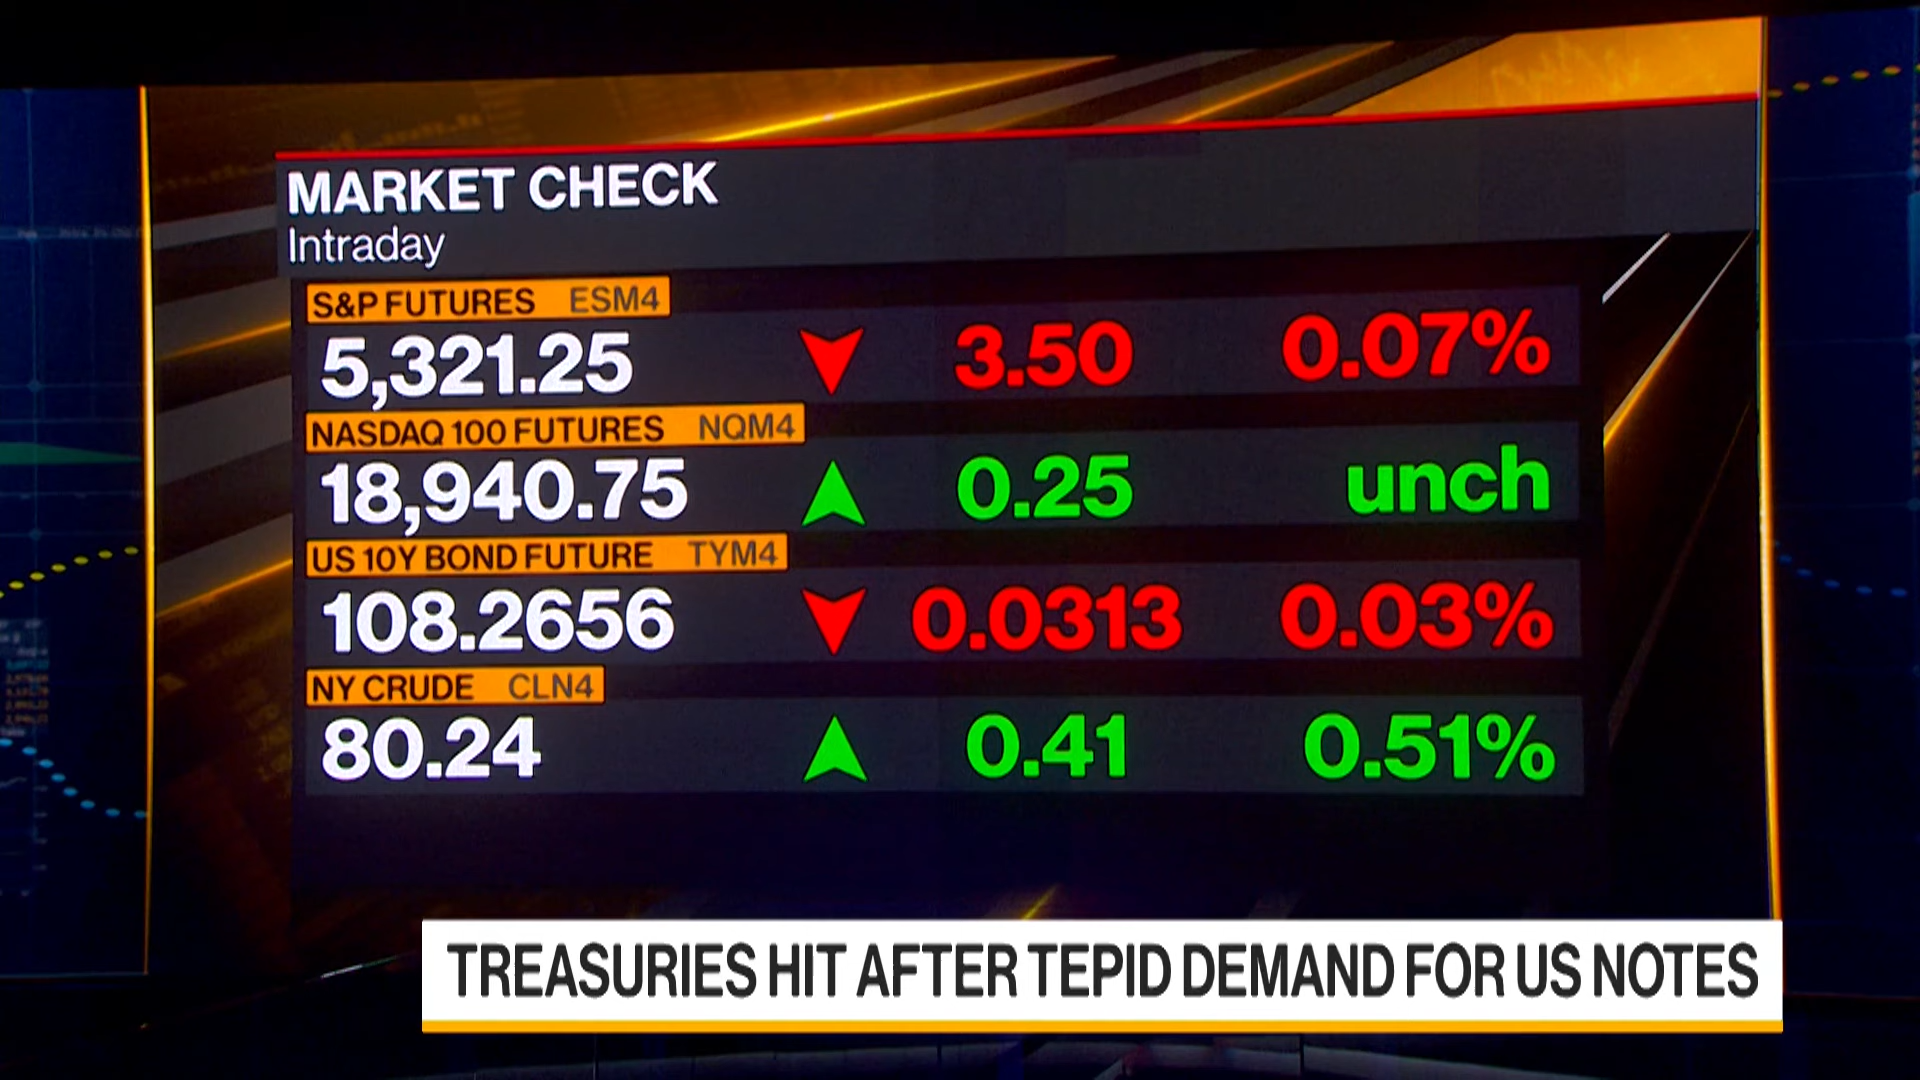 MARKET CHECK
Intraday
S&P FUTURES ESM4
5,321.25 3.50 0.07%
NASDAQ 100 FUTURES NQM4
18,940.75 0.25 unch
US 10Y BOND FUTURE TYM4
108.2656 0.0313 0.03%
NY CRUDE CLN4
80.24 0.41 0.51%
TREASURIES HIT AFTER TEPID DEMAND FOR US NOTES